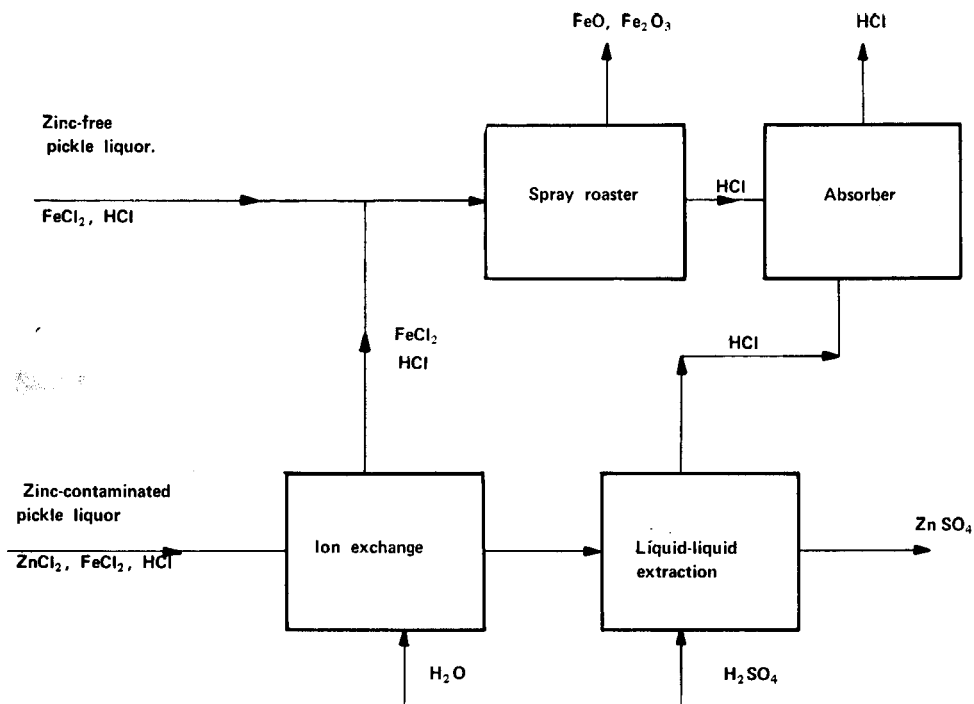 FeO, Fe₂O₃
HCl
Zinc-free
pickle liquor.
FeCl₂, HCl
Spray roaster
HCl
Absorber
FeCl₂
HCl
HCl
Zinc-contaminated
pickle liquor
ZnCl₂, FeCl₂, HCl
Ion exchange
Liquid-liquid
extraction
Zn SO₄
H₂O
H₂SO₄